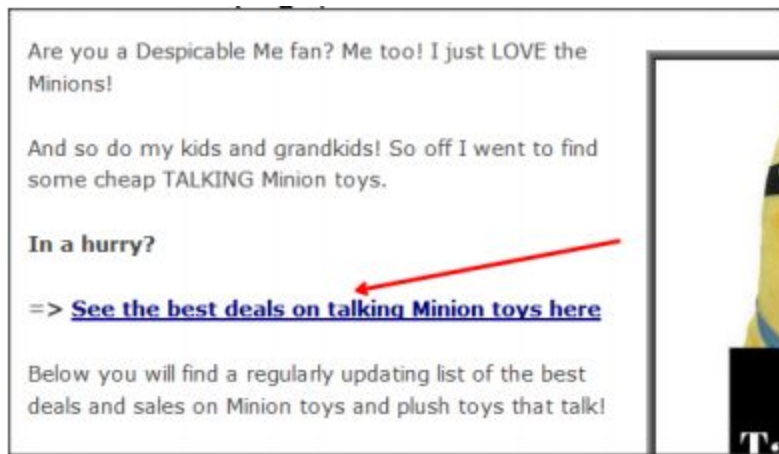 Are you a Despicable Me fan? Me too! I just LOVE the
Minions!
And so do my kids and grandkids! So off I went to find
some cheap TALKING Minion toys.
In a hurry?
=> See the best deals on talking Minion toys here
Below you will find a regularly updating list of the best
deals and sales on Minion toys and plush toys that talk!